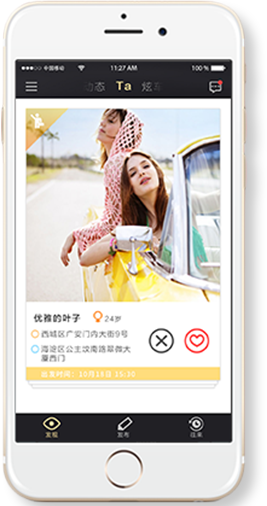 中国移动 11:27 AM 100%
动态 Ta 炫
优雅的叶子 24岁
西城区广安门内大街9号
海淀区公主坟南路翠微大
厦西门
出发时间：10月18日 15:30
发现 发布 往来